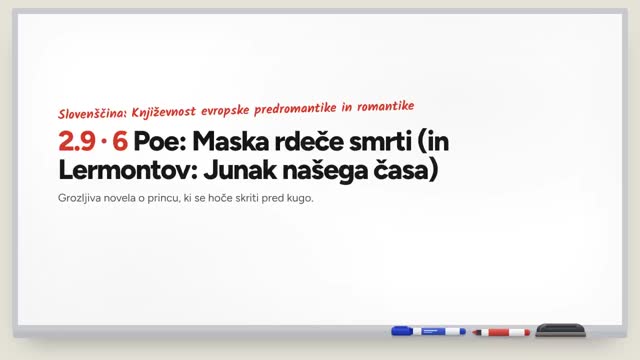 Slovenščina: Književnost evropske predromantike in romantike
2.9 · 6 Poe: Maska rdeče smrti (in
Lermontov: Junak našega časa)
Grozljiva novela o princu, ki se hoče skriti pred kugo.